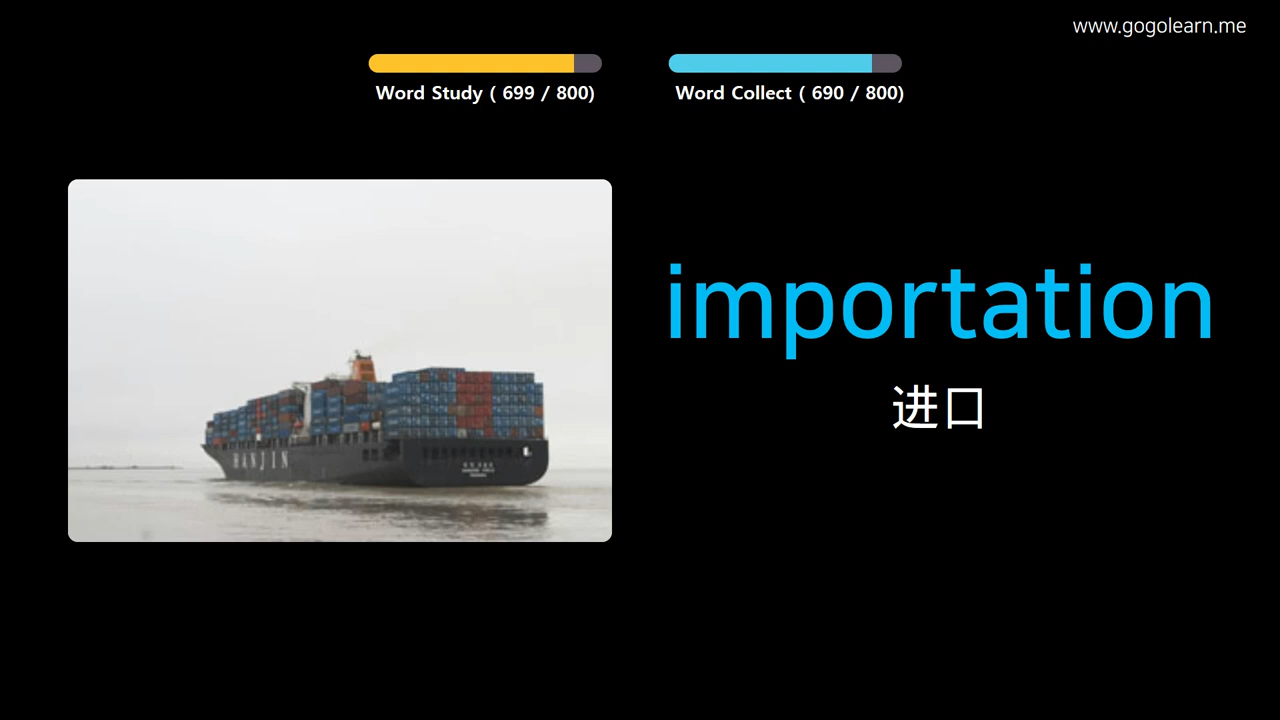 www.gogolearn.me
Word Study ( 699 / 800)
Word Collect ( 690 / 800)
importation
进口
HANJIN